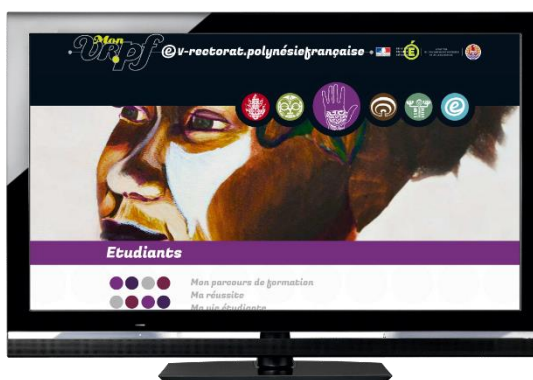 Mon
VRpf
@v-rectorat.polynésiefrançaise
Etudiants
Mon parcours de formation
Ma réussite
Ma vie étudiante